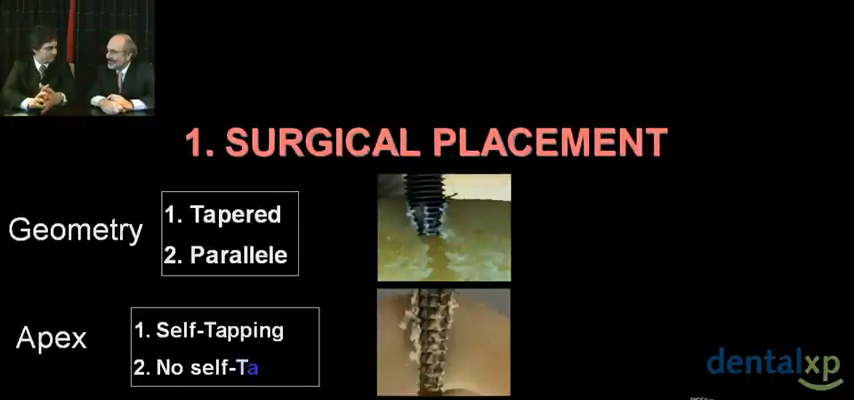 1. SURGICAL PLACEMENT
Geometry
1. Tapered
2. Parallele
Apex
1. Self-Tapping
2. No self-Ta
dentalxp